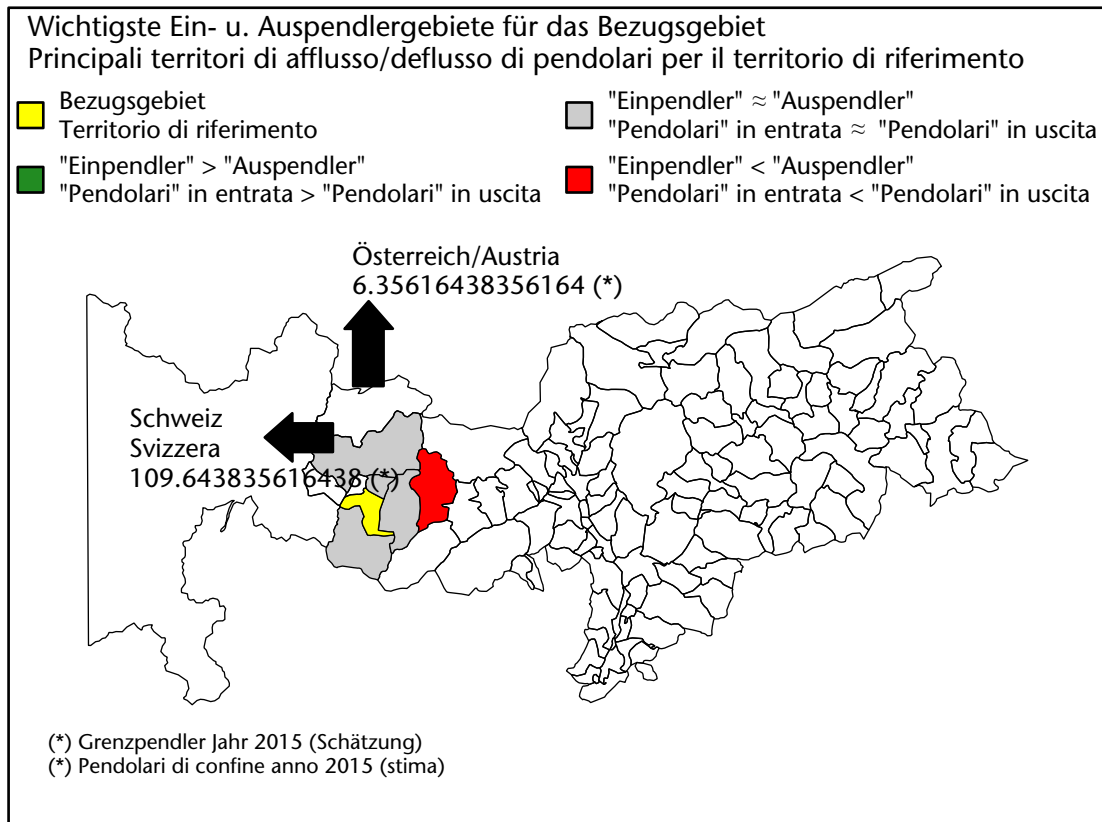 Wichtigste Ein- u. Auspendlergebiete für das Bezugsgebiet
Principali territori di afflusso/deflusso di pendolari per il territorio di riferimento
Bezugsgebiet
Territorio di riferimento
"Einpendler" > "Auspendler"
"Pendolari" in entrata > "Pendolari" in uscita
"Einpendler" ≈ "Auspendler"
"Pendolari" in entrata ≈ "Pendolari" in uscita
"Einpendler" < "Auspendler"
"Pendolari" in entrata < "Pendolari" in uscita
Österreich/Austria
6.35616438356164 (*)
Schweiz
Svizzera
109.643835616438 (*)
(*) Grenzpendler Jahr 2015 (Schätzung)
(*) Pendolari di confine anno 2015 (stima)